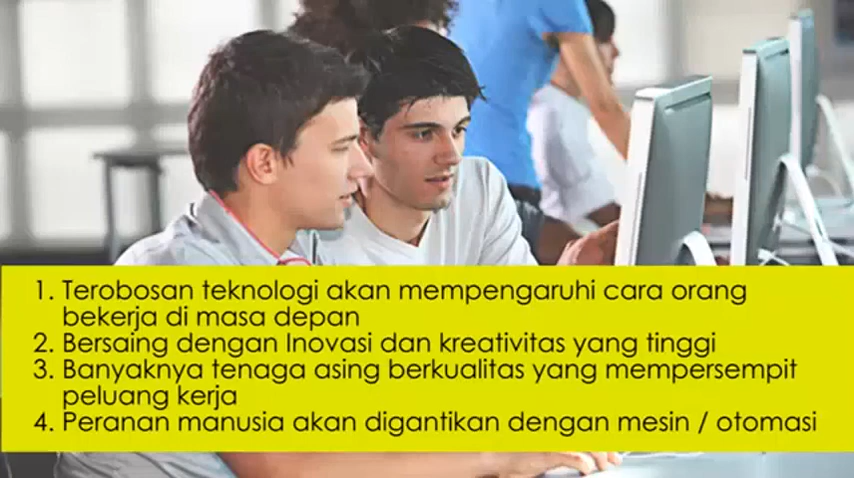 1. Terobosan teknologi akan mempengaruhi cara orang
bekerja di masa depan
2. Bersaing dengan Inovasi dan kreativitas yang tinggi
3. Banyaknya tenaga asing berkualitas yang mempersempit
peluang kerja
4. Peranan manusia akan digantikan dengan mesin / otomasi